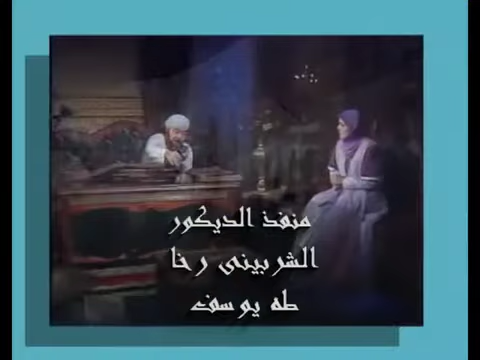 منفذ الديكور
الشربينى رخا
طه يوسف